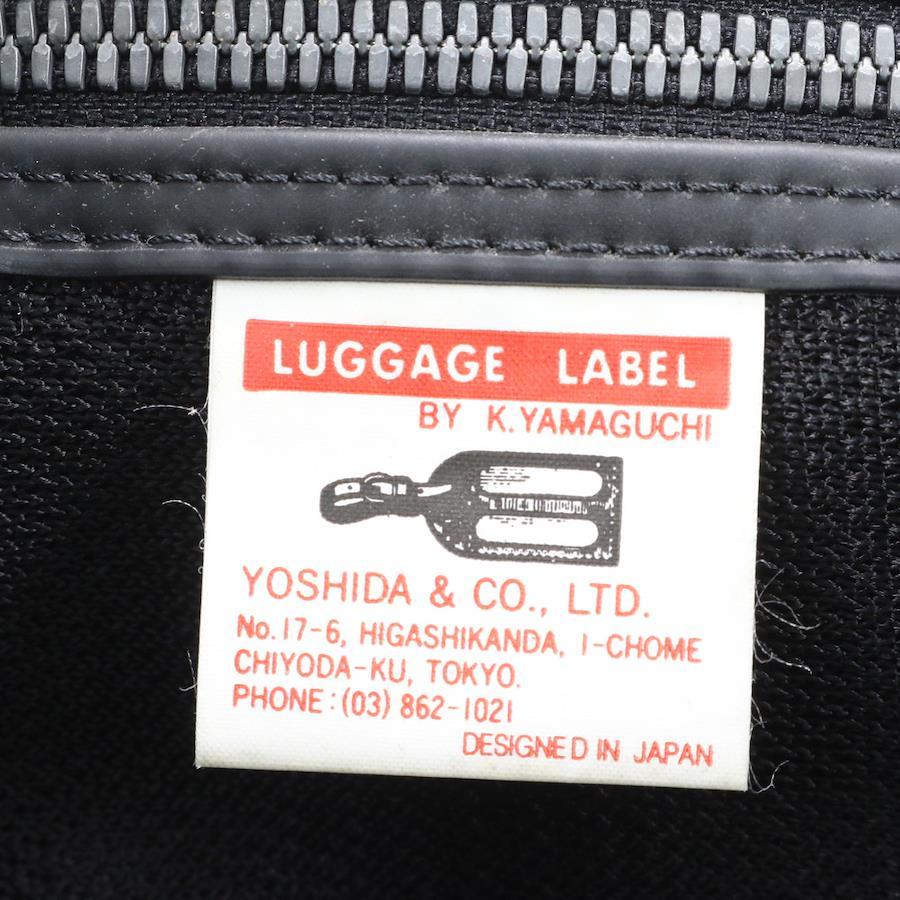 LUGGAGE LABEL
BY K.YAMAGUCHI
YOSHIDA & CO., LTD.
No.17-6, HIGASHIKANDA, 1-CHOME
CHIYODA-KU, TOKYO.
PHONE:(03) 862-1021
DESIGNED IN JAPAN